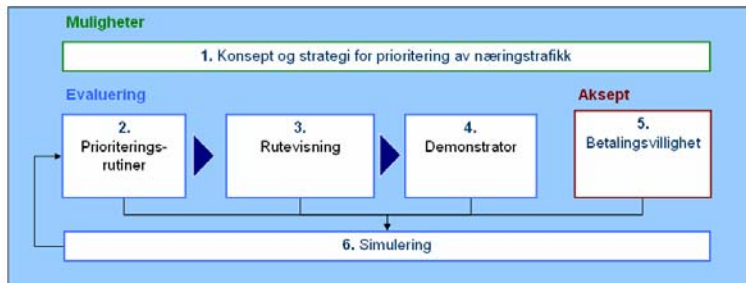 Muligheter
1. Konsept og strategi for prioritering av næringstrafikk
Evaluering
Aksept
2.
Prioriterings-
rutiner
3.
Rutevisning
4.
Demonstrator
5.
Betalingsvillighet
6. Simulering